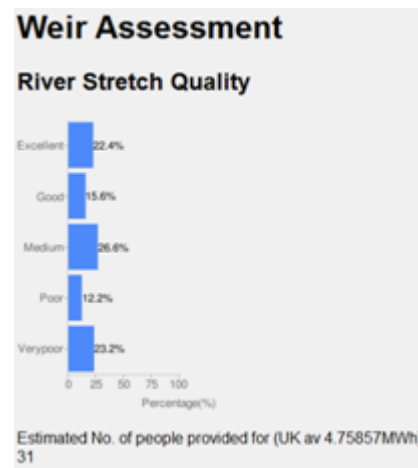 Weir Assessment
River Stretch Quality
Excellent 22.4%
Good 15.6%
Medium 26.6%
Poor 12.2%
Verypoor 23.2%
0 25 50 75 100
Percentage(%)
Estimated No. of people provided for (UK av 4.75857MWh)
31